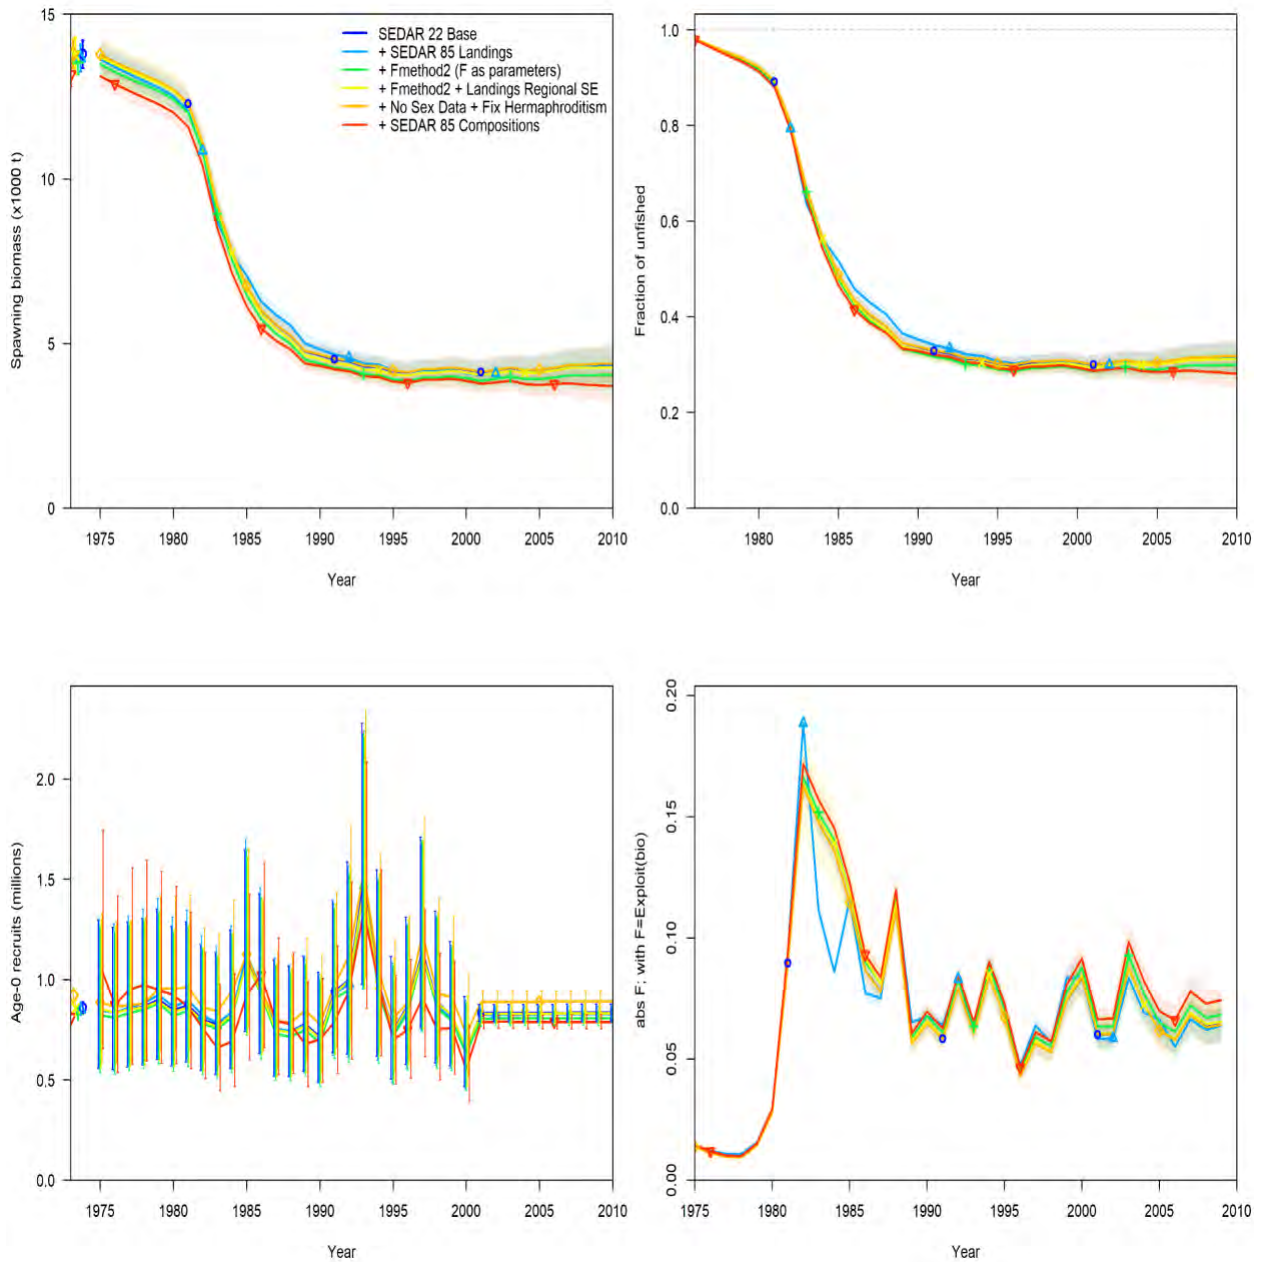 15
10
5
0
Spawning biomass (x1000 t)
SEDAR 22 Base
+ SEDAR 85 Landings
+ Fmethod2 (F as parameters)
+ Fmethod2 + Landings Regional SE
+ No Sex Data + Fix Hermaphroditism
+ SEDAR 85 Compositions
1975 1980 1985 1990 1995 2000 2005 2010
Year
1.0
0.8
0.6
0.4
0.2
0.0
Fraction of unfished
1980 1985 1990 1995 2000 2005 2010
Year
2.0
1.5
1.0
0.5
0.0
Age-0 recruits (millions)
1975 1980 1985 1990 1995 2000 2005 2010
Year
0.20
0.15
0.10
0.05
0.00
abs F; with F=Exploit(bio)
1975 1980 1985 1990 1995 2000 2005 2010
Year